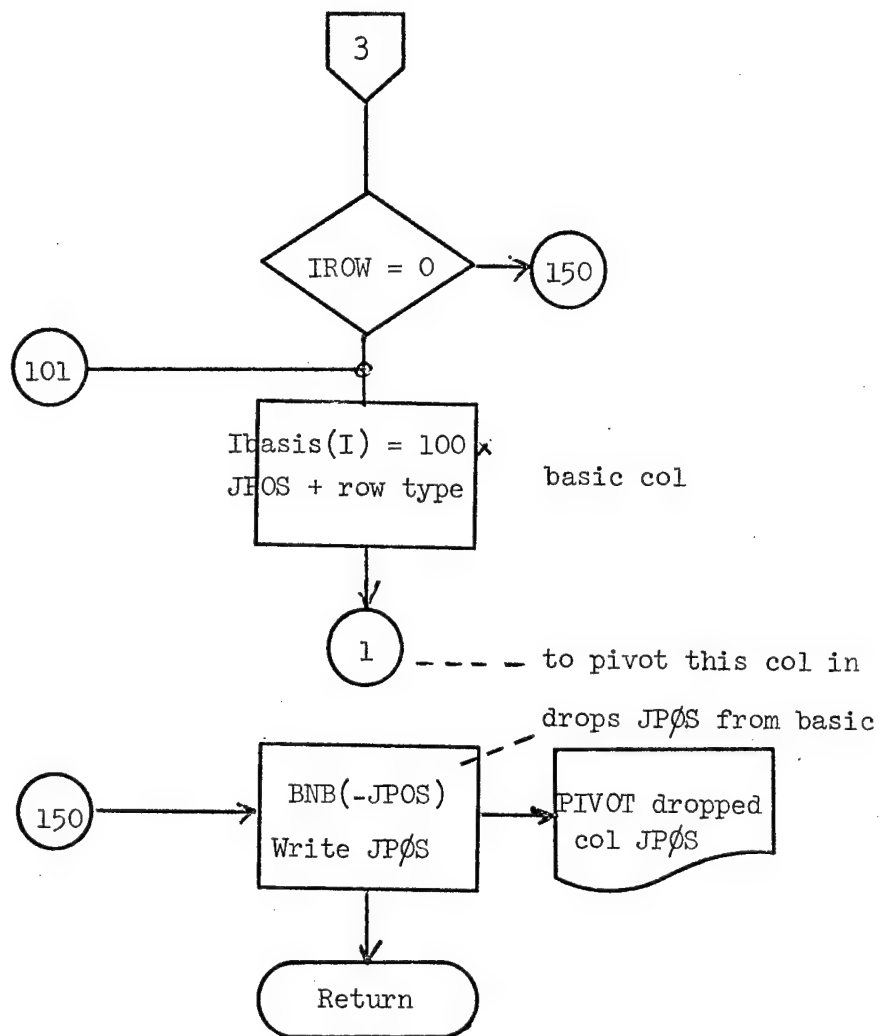 3
IROW = 0
150
101
Ibasis(I) = 100 x
JPOS + row type
basic col
1
to pivot this col in
drops JPØS from basic
150
BNB(-JPOS)
Write JPØS
PIVOT dropped
col JPØS
Return